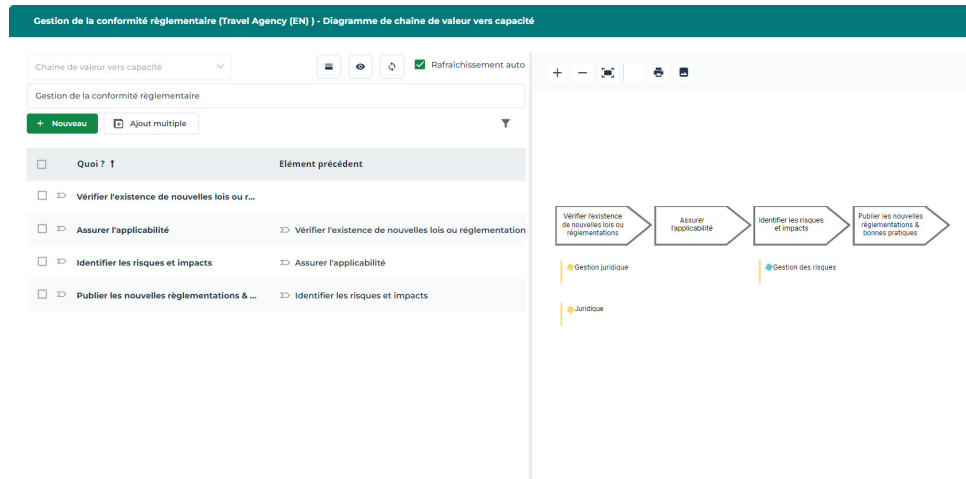 Gestion de la conformité règlementaire (Travel Agency (EN) ) - Diagramme de chaîne de valeur vers capacité
Chaîne de valeur vers capacité
Rafraîchissement auto
Gestion de la conformité règlementaire
+ Nouveau
Ajout multiple
Quoi ? ↑
Elément précédent
Vérifier l'existence de nouvelles lois ou r...
Assurer l'applicabilité
Vérifier l'existence de nouvelles lois ou réglementation
Identifier les risques et impacts
Assurer l'applicabilité
Publier les nouvelles règlementations & ...
Identifier les risques et impacts
Vérifier l'existence
de nouvelles lois ou
réglementations
Assurer
l'applicabilité
Identifier les risques
et impacts
Publier les nouvelles
règlementations &
bonnes pratiques
Gestion juridique
Gestion des risques
Juridique